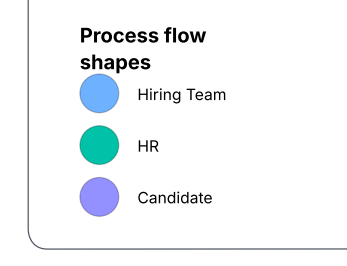 Process flow
shapes
Hiring Team
HR
Candidate